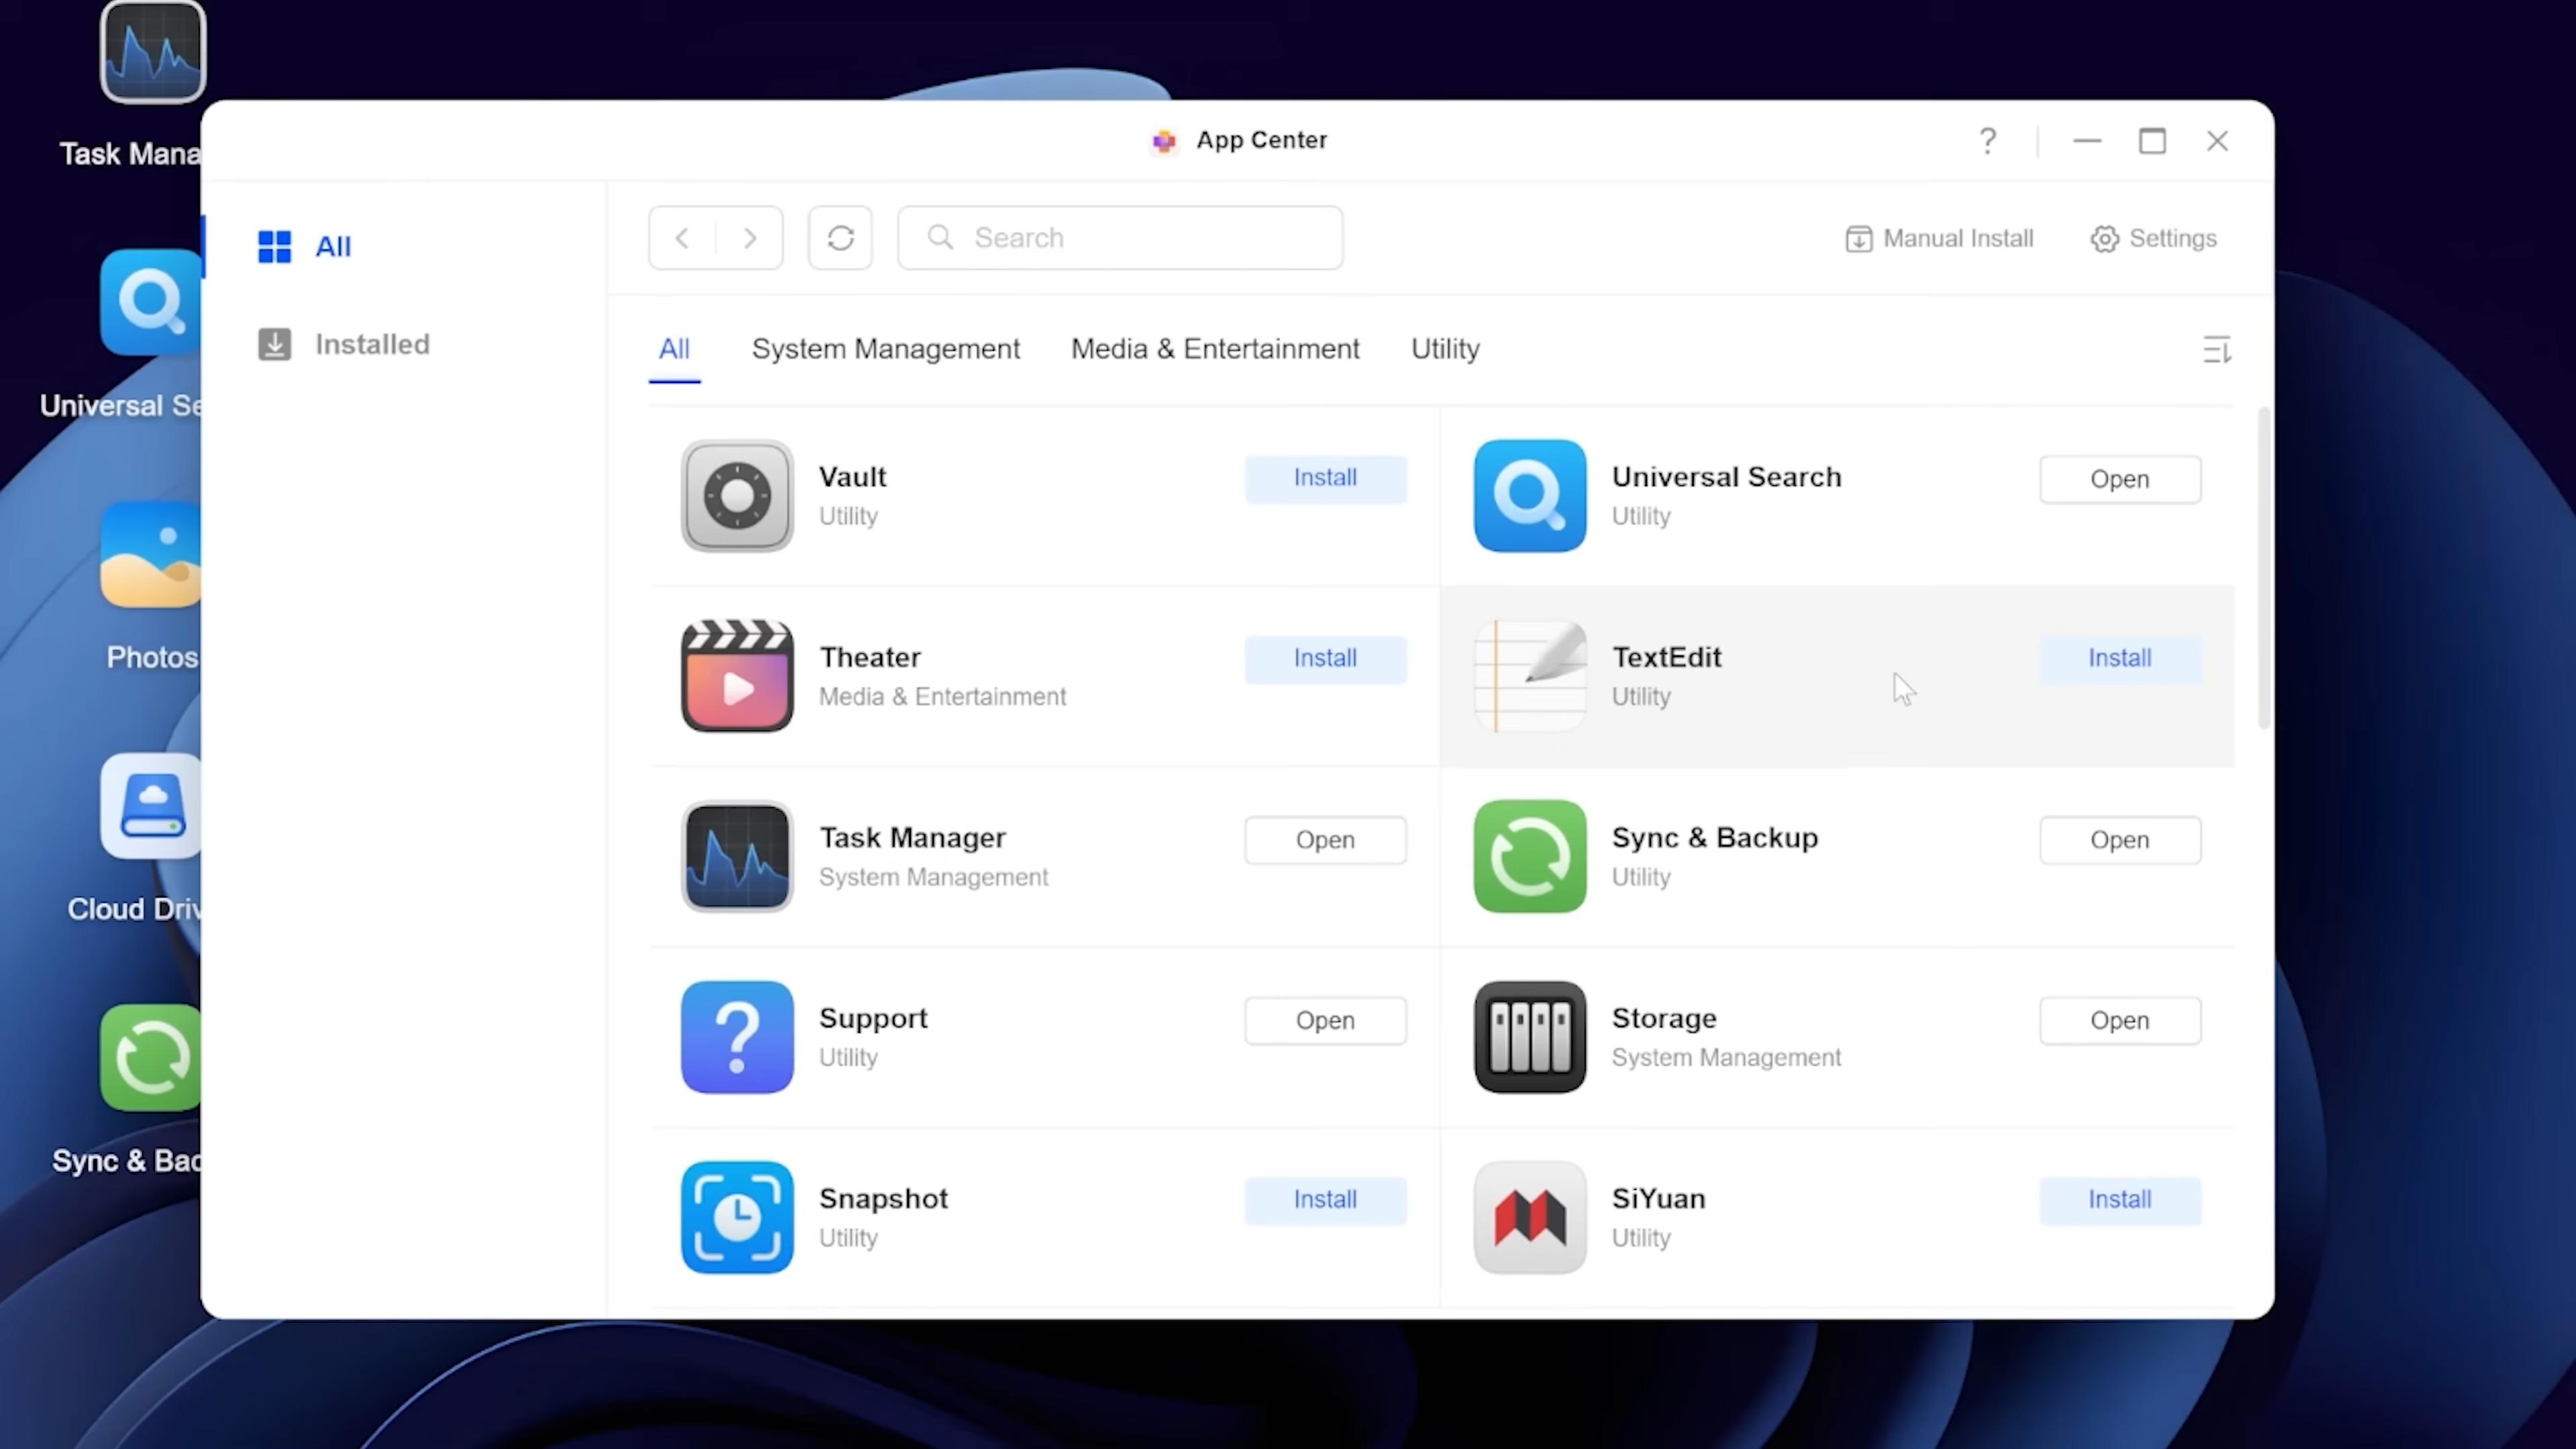 App Center
?
Task Mana
All
Search
Manual Install
Settings
Installed
All
System Management
Media & Entertainment
Utility
Universal Se
Vault
Utility
Install
Universal Search
Utility
Open
Photos
Theater
Media & Entertainment
Install
TextEdit
Utility
Install
Task Manager
System Management
Open
Sync & Backup
Utility
Open
Cloud Driv
Support
Utility
Open
Storage
System Management
Open
Sync & Bac
Snapshot
Utility
Install
SiYuan
Utility
Install